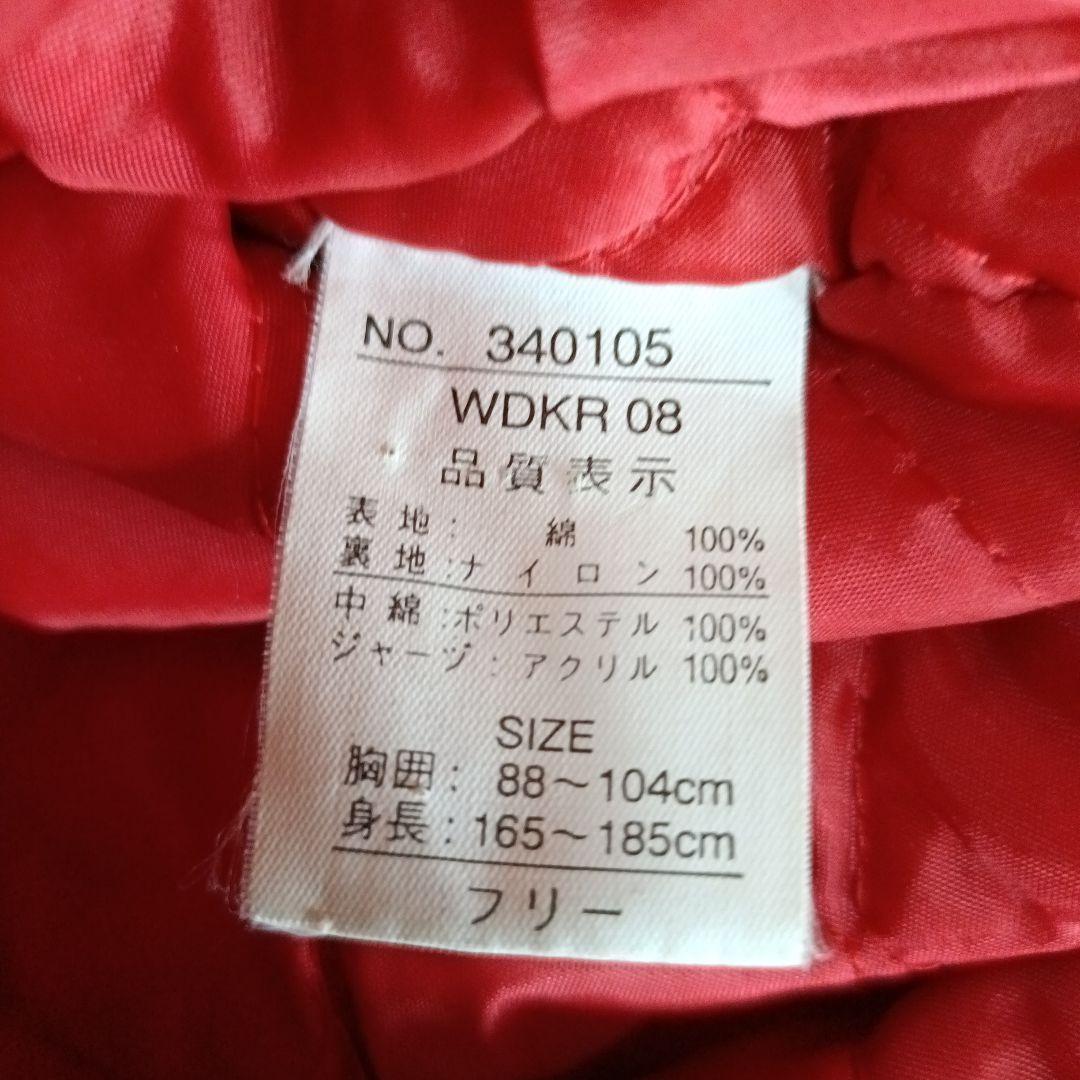 NO. 340105
WDKR 08
品質表示
表地: 綿 100%
裏地:ナイロン 100%
中綿:ポリエステル 100%
ジャージ:アクリル 100%
SIZE
胸囲: 88〜104cm
身長:165〜185cm
フリー